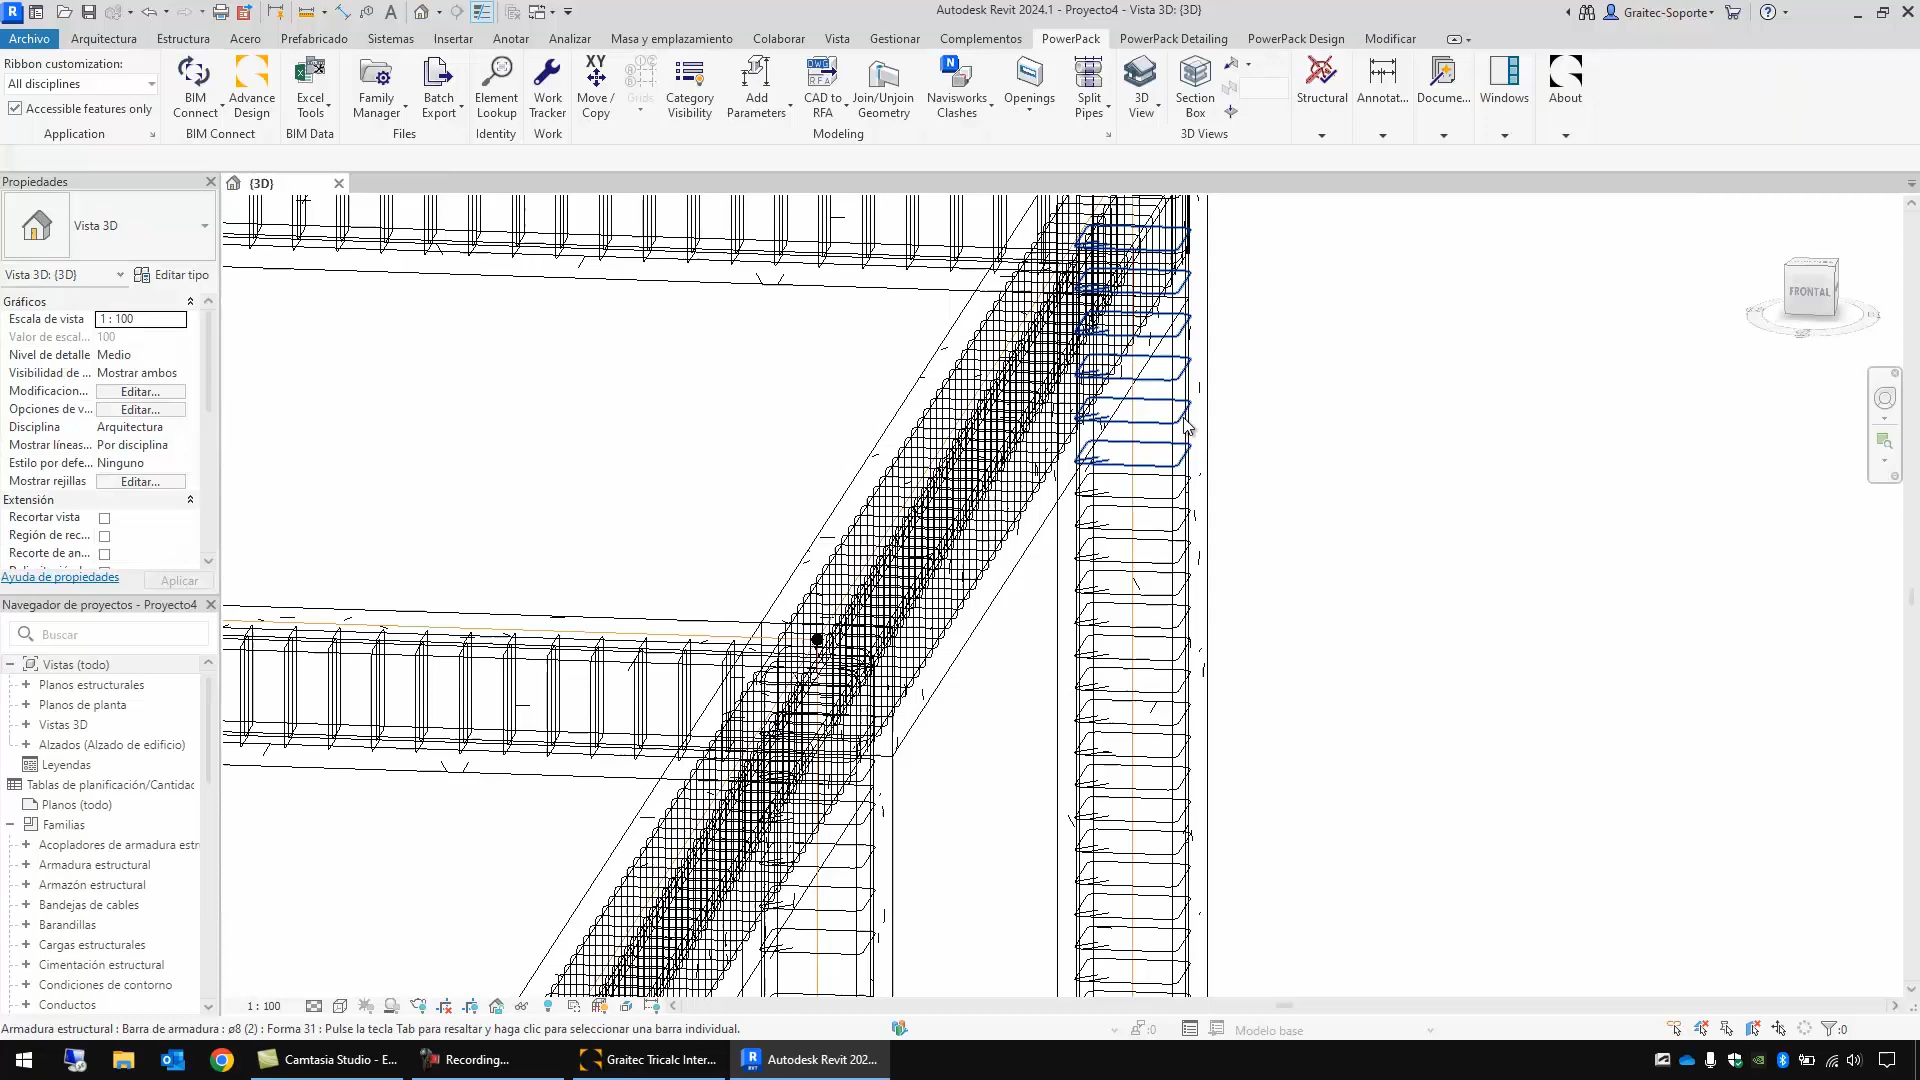 Autodesk Revit 2024.1 - Proyecto4 - Vista 3D: {3D}
Graitec-Soporte
Archivo
Arquitectura
Estructura
Acero
Prefabricado
Sistemas
Insertar
Anotar
Analizar
Masa y emplazamiento
Colaborar
Vista
Gestionar
Complementos
PowerPack
PowerPack Detailing
PowerPack Design
Modificar
Ribbon customization:
All disciplines
Accessible features only
Application
BIM Connect
Advance Design
BIM Connect
Excel Tools
BIM Data
Family Manager
Batch Export
Files
Element Lookup
Identity
Work Tracker
Work
XY
Move / Copy
Grids
Category Visibility
Add Parameters
DWG
RFA
CAD to RFA
Join/Unjoin Geometry
Navisworks Clashes
Openings
Split Pipes
Modeling
3D View
Section Box
3D Views
Structural
Annotat...
Docume...
Windows
About
Propiedades
{3D}
Vista 3D
Vista 3D: {3D}
Editar tipo
Gráficos
Escala de vista 1 : 100
Valor de escal... 100
Nivel de detalle Medio
Visibilidad de ... Mostrar ambos
Modificacion... Editar...
Opciones de v... Editar...
Disciplina Arquitectura
Mostrar líneas... Por disciplina
Estilo por defe... Ninguno
Mostrar rejillas Editar...
Extensión
Recortar vista
Región de rec...
Recorte de an...
Ayuda de propiedades
Aplicar
Navegador de proyectos - Proyecto4
Buscar
Vistas (todo)
Planos estructurales
Planos de planta
Vistas 3D
Alzados (Alzado de edificio)
Leyendas
Tablas de planificación/Cantidac
Planos (todo)
Familias
Acopladores de armadura estr
Armadura estructural
Armazón estructural
Bandejas de cables
Barandillas
Cargas estructurales
Cimentación estructural
Condiciones de contorno
Conductos
FRONTAL
1 : 100
Armadura estructural : Barra de armadura : ø8 (2) : Forma 31 : Pulse la tecla Tab para resaltar y haga clic para seleccionar una barra individual.
:0
Modelo base
:0
Camtasia Studio - E...
Recording...
Graitec Tricalc Inter...
Autodesk Revit 202...